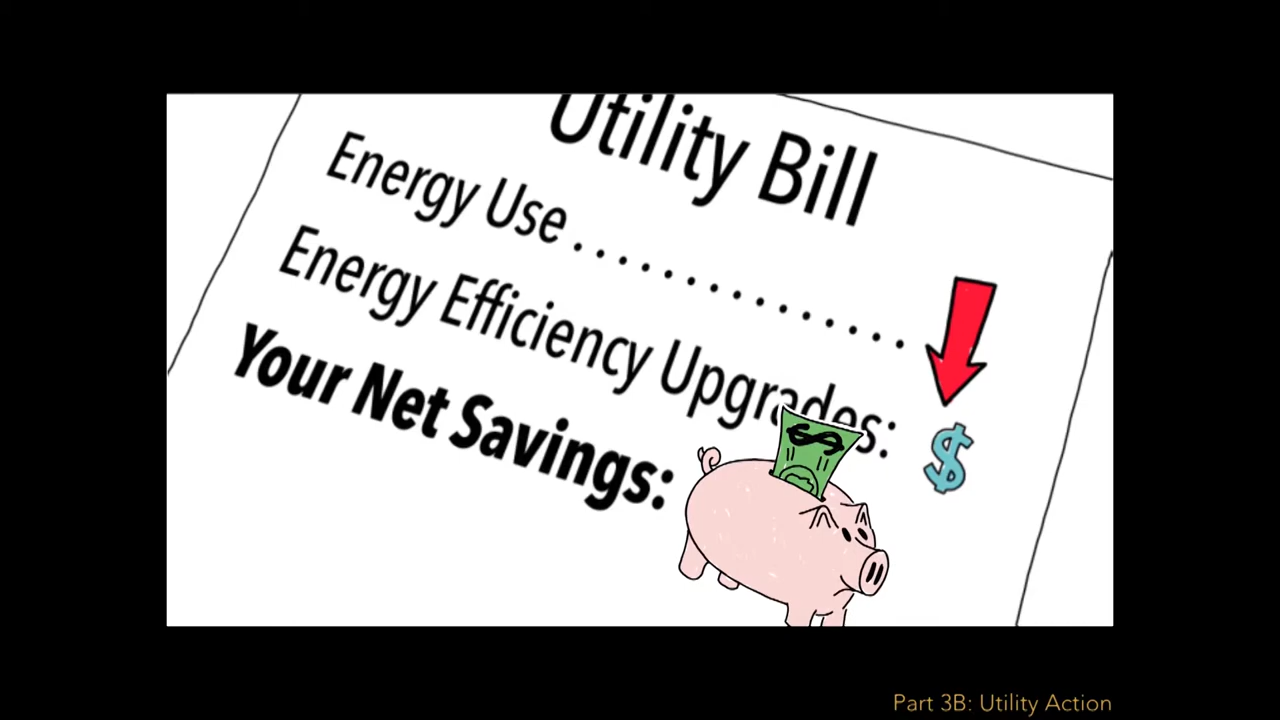 Utility Bill
Energy Use...............
Energy Efficiency Upgrades:
$
Your Net Savings:
$
Part 3B: Utility Action